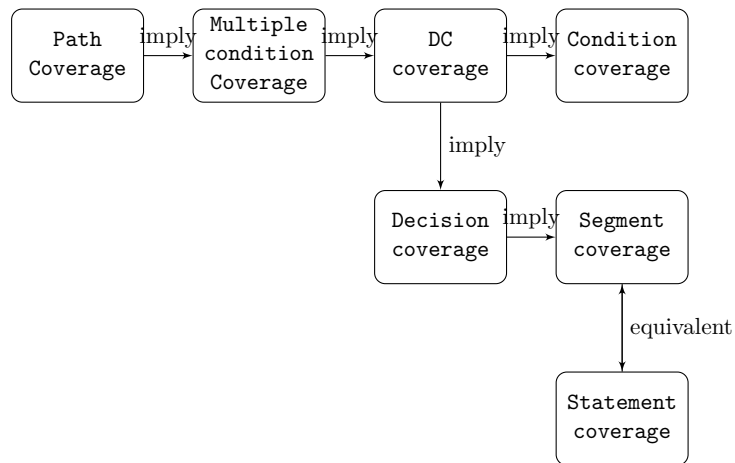 Path
Coverage
imply
Multiple
condition
Coverage
imply
DC
coverage
imply
Condition
coverage
imply
Decision
coverage
imply
Segment
coverage
equivalent
Statement
coverage